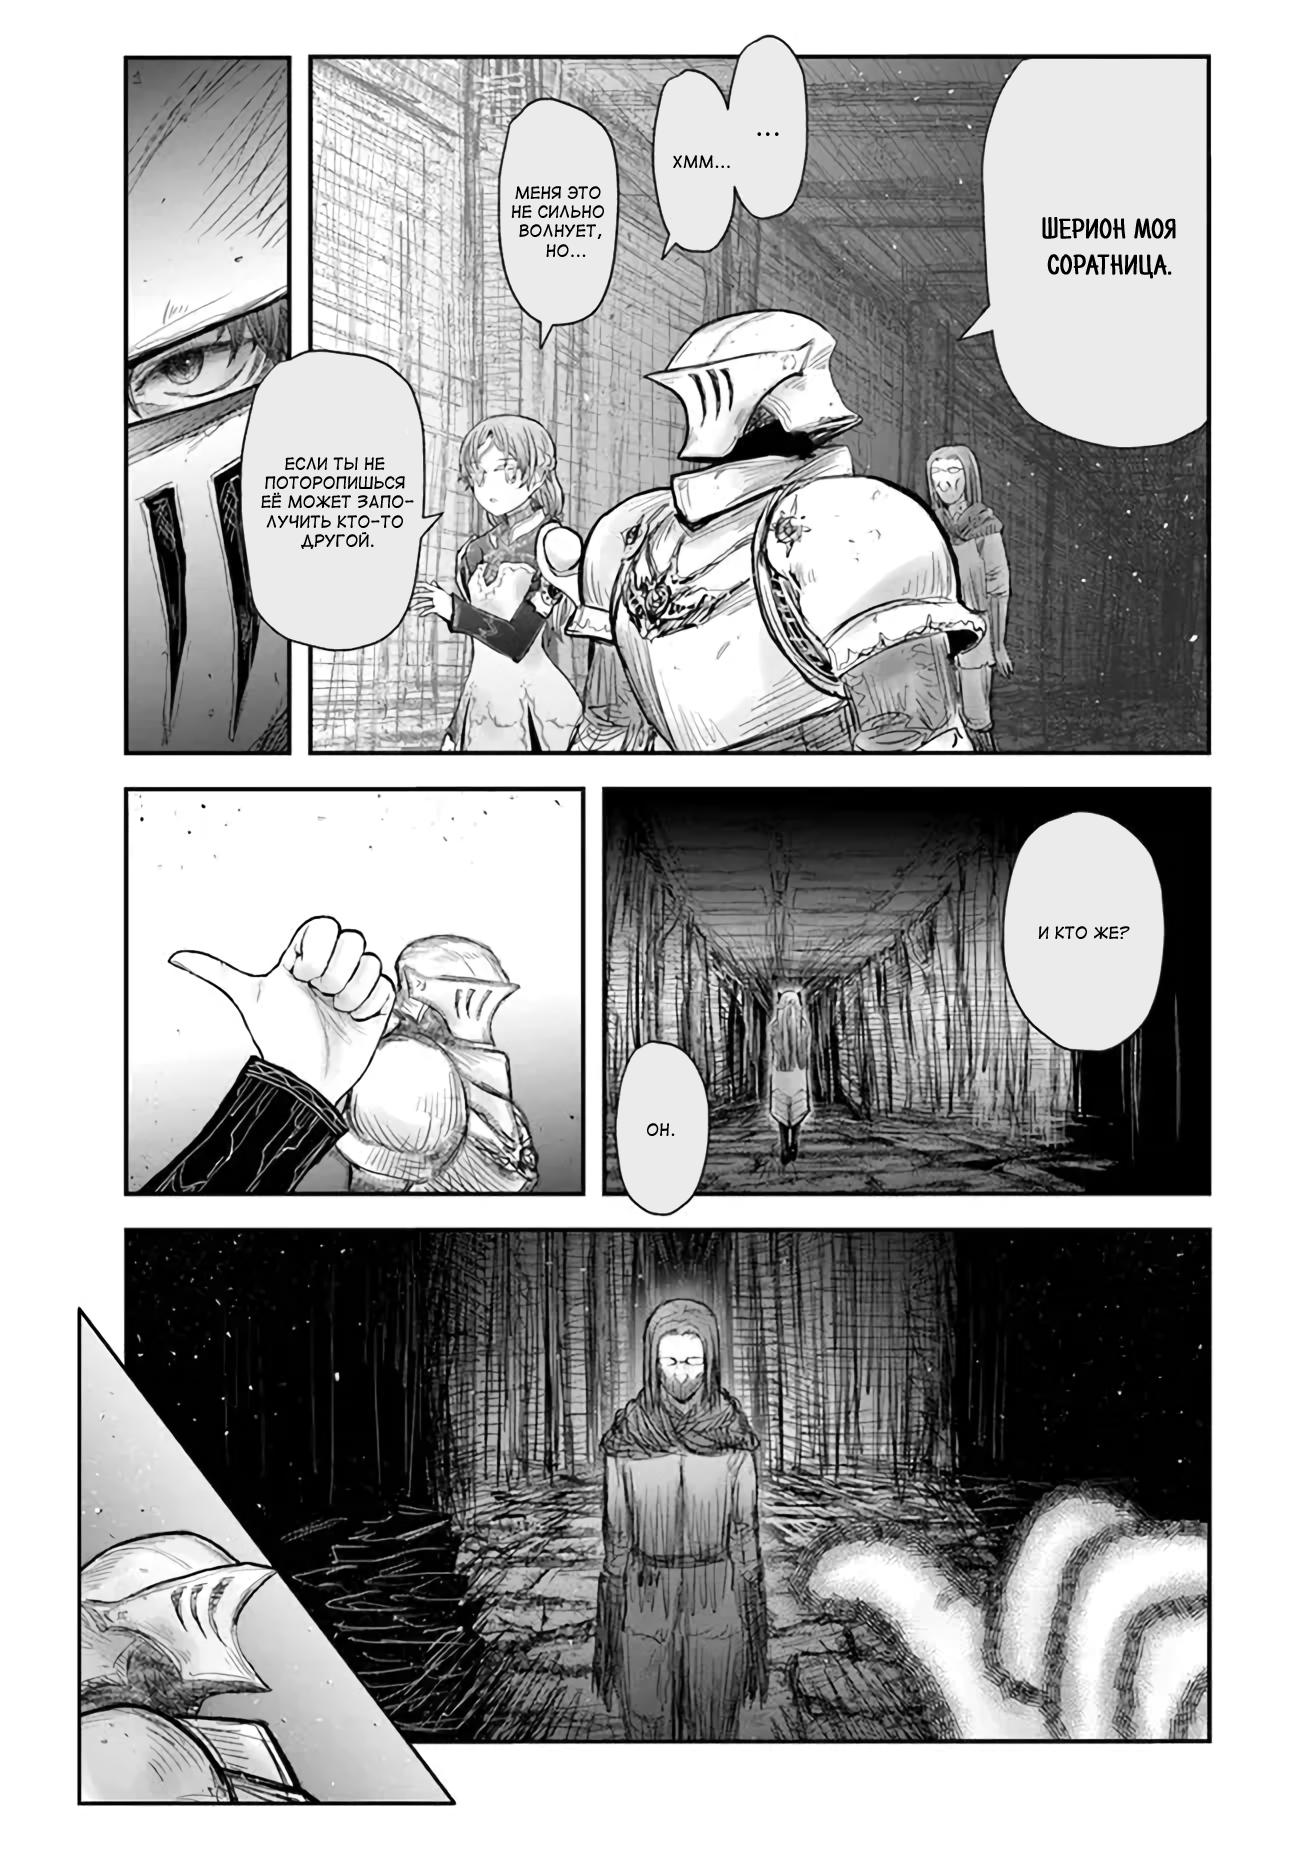 ШЕРИОН МОЯ
СОРАТНИЦА.
...
ХММ...
МЕНЯ ЭТО
НЕ СИЛЬНО
ВОЛНУЕТ,
НО...
ЕСЛИ ТЫ НЕ
ПОТОРОПИШЬСЯ
ЕЁ МОЖЕТ ЗАПО-
ЛУЧИТЬ КТО-ТО
ДРУГОЙ.
И КТО ЖЕ?
ОН.